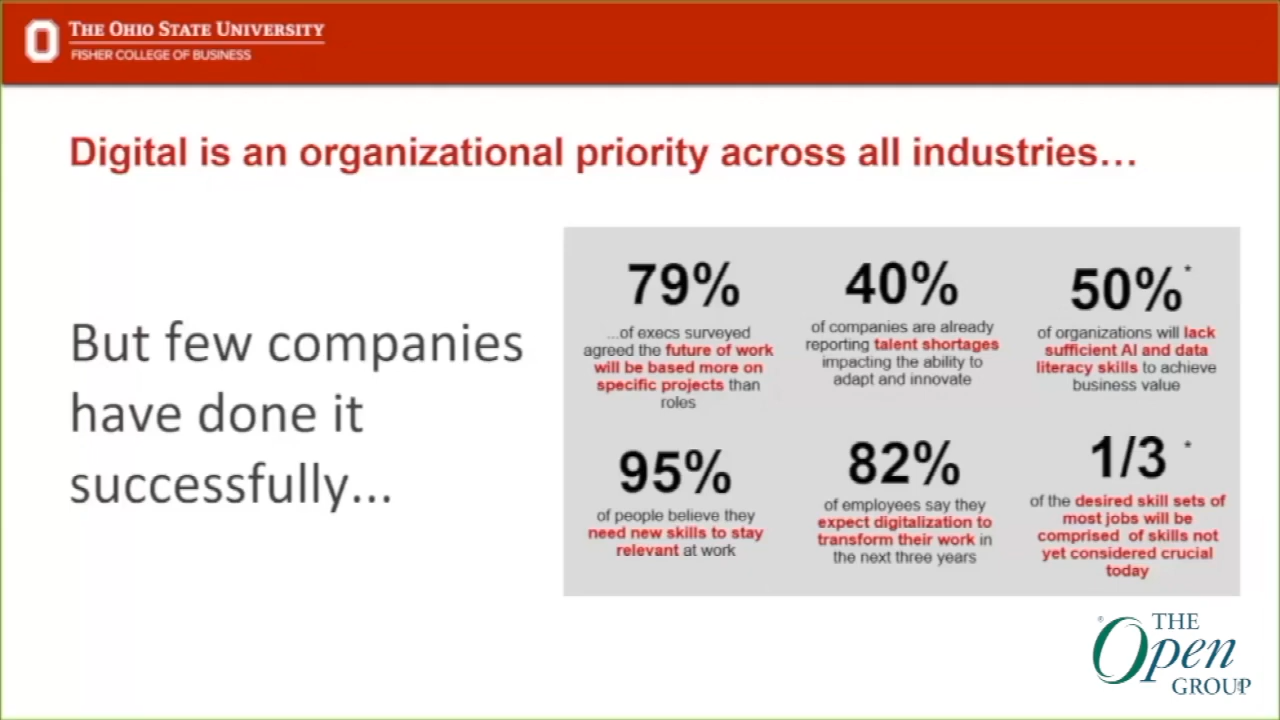 THE OHIO STATE UNIVERSITY
FISHER COLLEGE OF BUSINESS
Digital is an organizational priority across all industries...
But few companies
have done it
successfully...
79%
...of execs surveyed
agreed the future of work
will be based more on
specific projects than
roles
40%
of companies are already
reporting talent shortages
impacting the ability to
adapt and innovate
50%*
of organizations will lack
sufficient AI and data
literacy skills to achieve
business value
95%
of people believe they
need new skills to stay
relevant at work
82%
of employees say they
expect digitalization to
transform their work in
the next three years
1/3 *
of the desired skill sets of
most jobs will be
comprised of skills not
yet considered crucial
today
THE
Open
GROUP